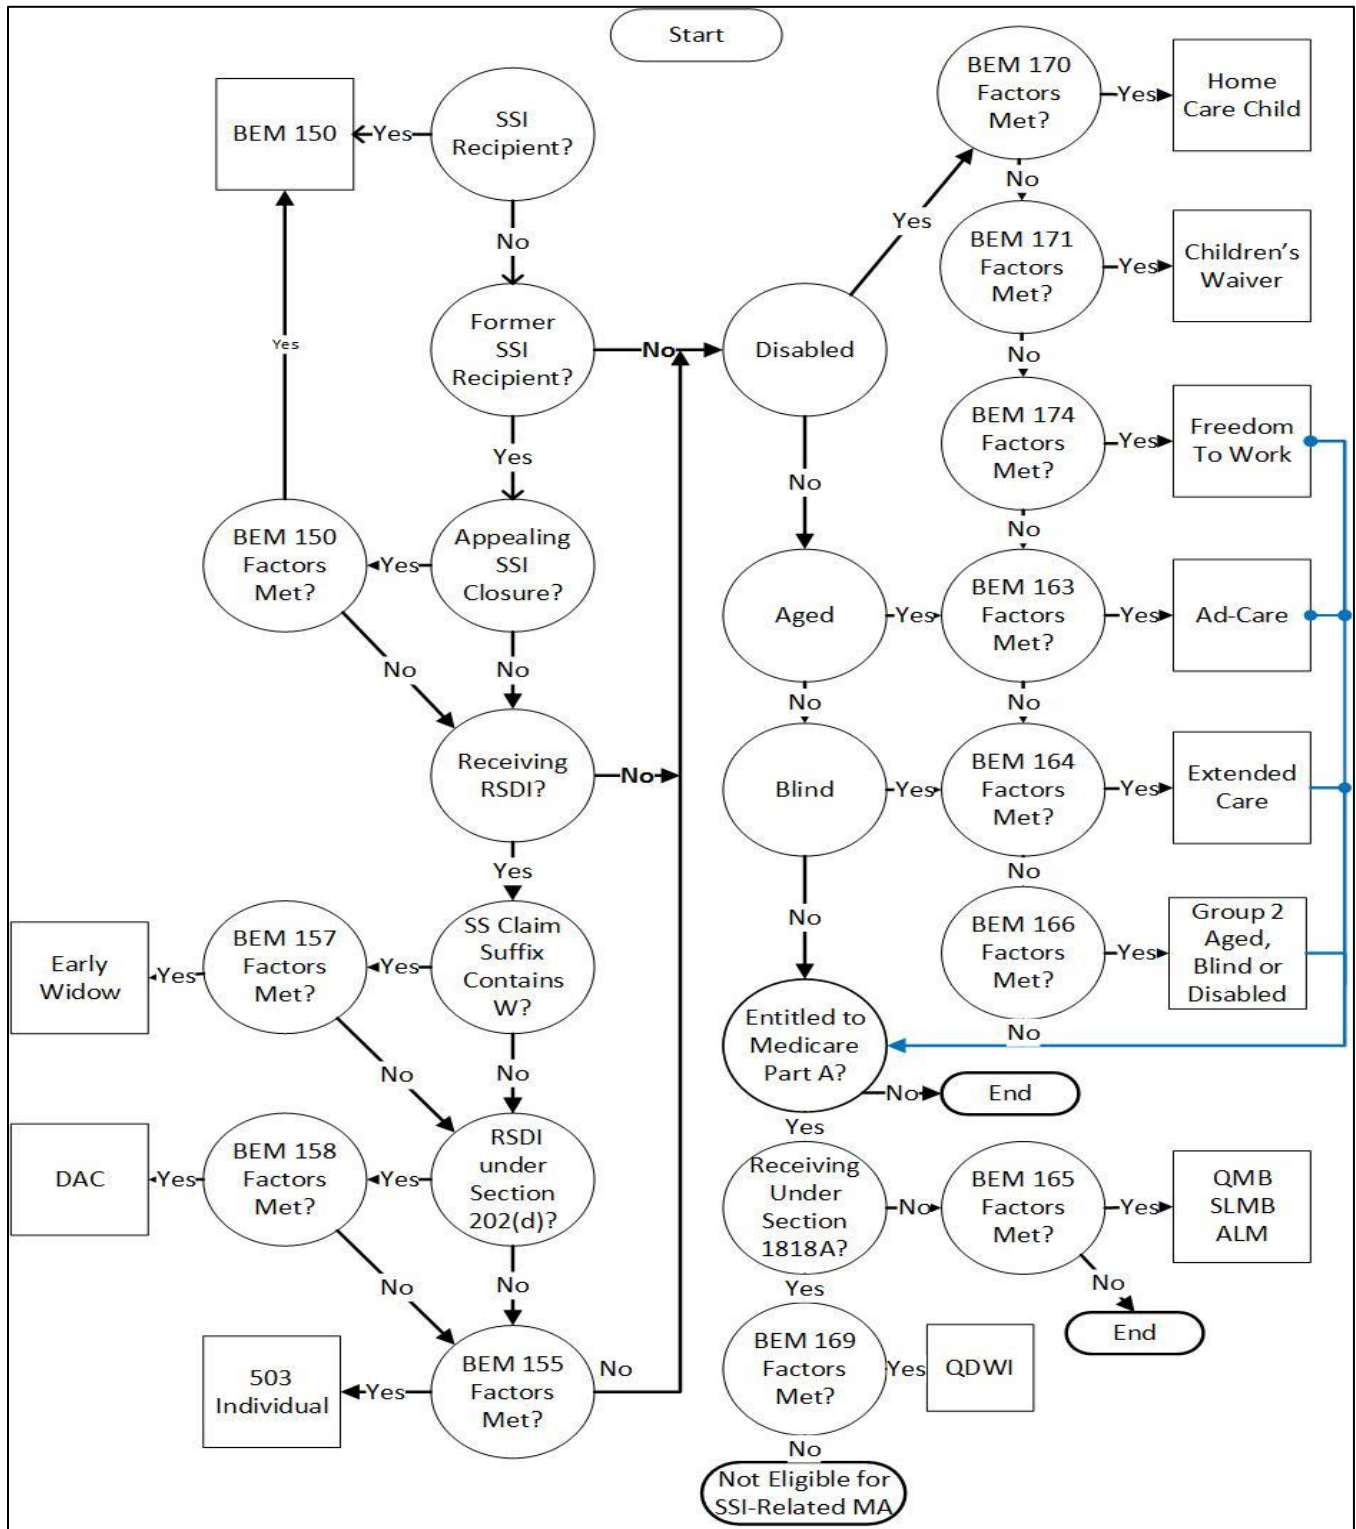 Start
SSI
Recipient?
Yes
BEM 150
No
Former
SSI
Recipient?
No
Yes
Yes
Appealing
SSI
Closure?
Yes
BEM 150
Factors
Met?
No
No
Receiving
RSDI?
No
Yes
SS Claim
Suffix
Contains
W?
Yes
BEM 157
Factors
Met?
Yes
Early
Widow
No
No
RSDI
under
Section
202(d)?
Yes
BEM 158
Factors
Met?
Yes
DAC
No
No
BEM 155
Factors
Met?
No
Yes
503
Individual
Disabled
Yes
No
BEM 170
Factors
Met?
Yes
Home
Care Child
No
BEM 171
Factors
Met?
Yes
Children's
Waiver
No
BEM 174
Factors
Met?
Yes
Freedom
To Work
No
Aged
Yes
BEM 163
Factors
Met?
Yes
Ad-Care
No
No
Blind
Yes
BEM 164
Factors
Met?
Yes
Extended
Care
No
No
BEM 166
Factors
Met?
Yes
Group 2
Aged,
Blind or
Disabled
No
Entitled to
Medicare
Part A?
No
End
Yes
Receiving
Under
Section
1818A?
No
BEM 165
Factors
Met?
Yes
QMB
SLMB
ALM
No
End
Yes
BEM 169
Factors
Met?
Yes
QDWI
No
Not Eligible for
SSI-Related MA